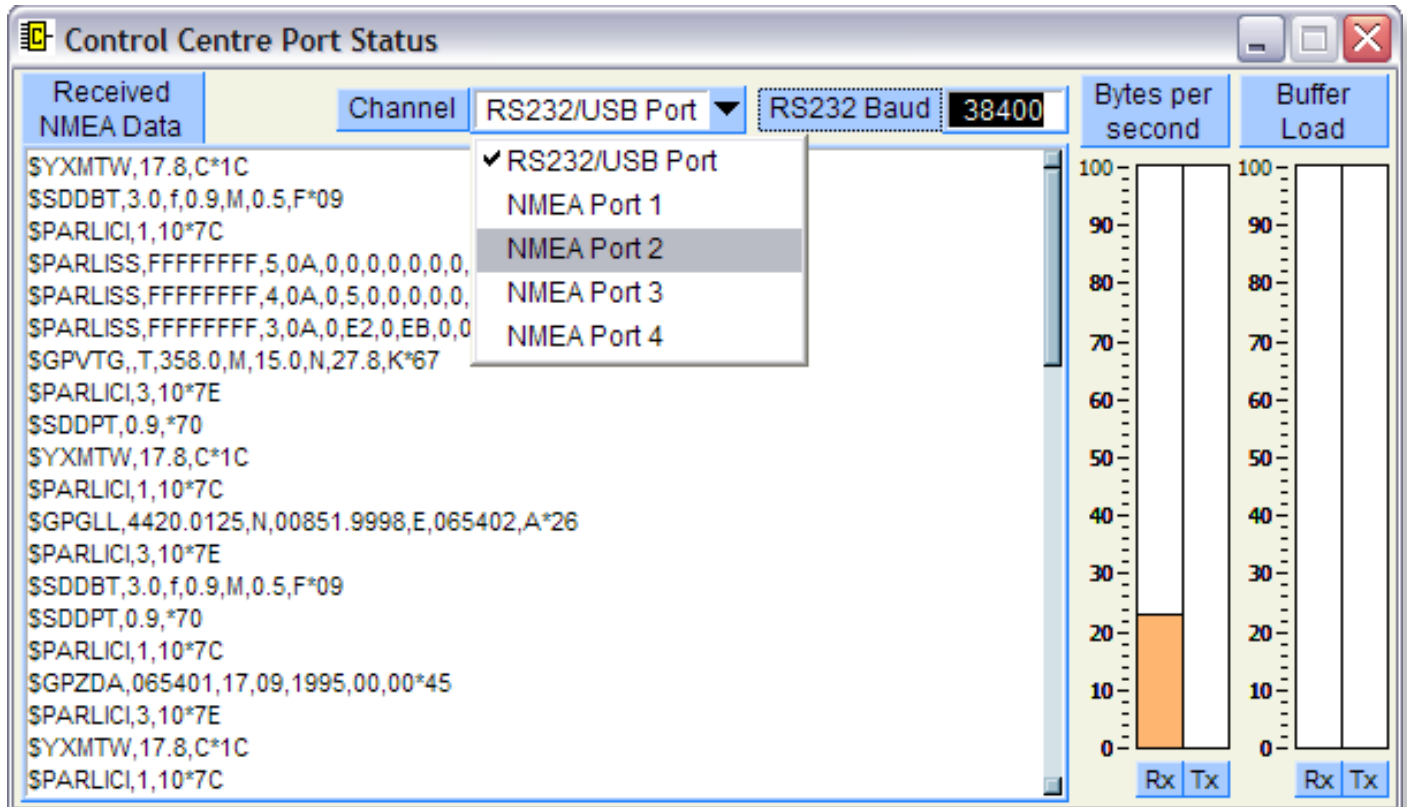 Control Centre Port Status
Received
NMEA Data
Channel
RS232/USB Port
RS232 Baud
38400
Bytes per
second
Buffer
Load
RS232/USB Port
NMEA Port 1
NMEA Port 2
NMEA Port 3
NMEA Port 4
$YXMTW,17.8,C*1C
$SDDBT,3.0,f,0.9,M,0.5,F*09
$PARLICI,1,10*7C
$PARLISS,FFFFFFFF,5,0A,0,0,0,0,0,0,0,
$PARLISS,FFFFFFFF,4,0A,0,5,0,0,0,0,0,
$PARLISS,FFFFFFFF,3,0A,0,E2,0,EB,0,0
$GPVTG,,T,358.0,M,15.0,N,27.8,K*67
$PARLICI,3,10*7E
$SDDPT,0.9,*70
$YXMTW,17.8,C*1C
$PARLICI,1,10*7C
$GPGLL,4420.0125,N,00851.9998,E,065402,A*26
$PARLICI,3,10*7E
$SDDBT,3.0,f,0.9,M,0.5,F*09
$SDDPT,0.9,*70
$PARLICI,1,10*7C
$GPZDA,065401,17,09,1995,00,00*45
$PARLICI,3,10*7E
$YXMTW,17.8,C*1C
$PARLICI,1,10*7C
100
90
80
70
60
50
40
30
20
10
0
Rx Tx
100
90
80
70
60
50
40
30
20
10
0
Rx Tx